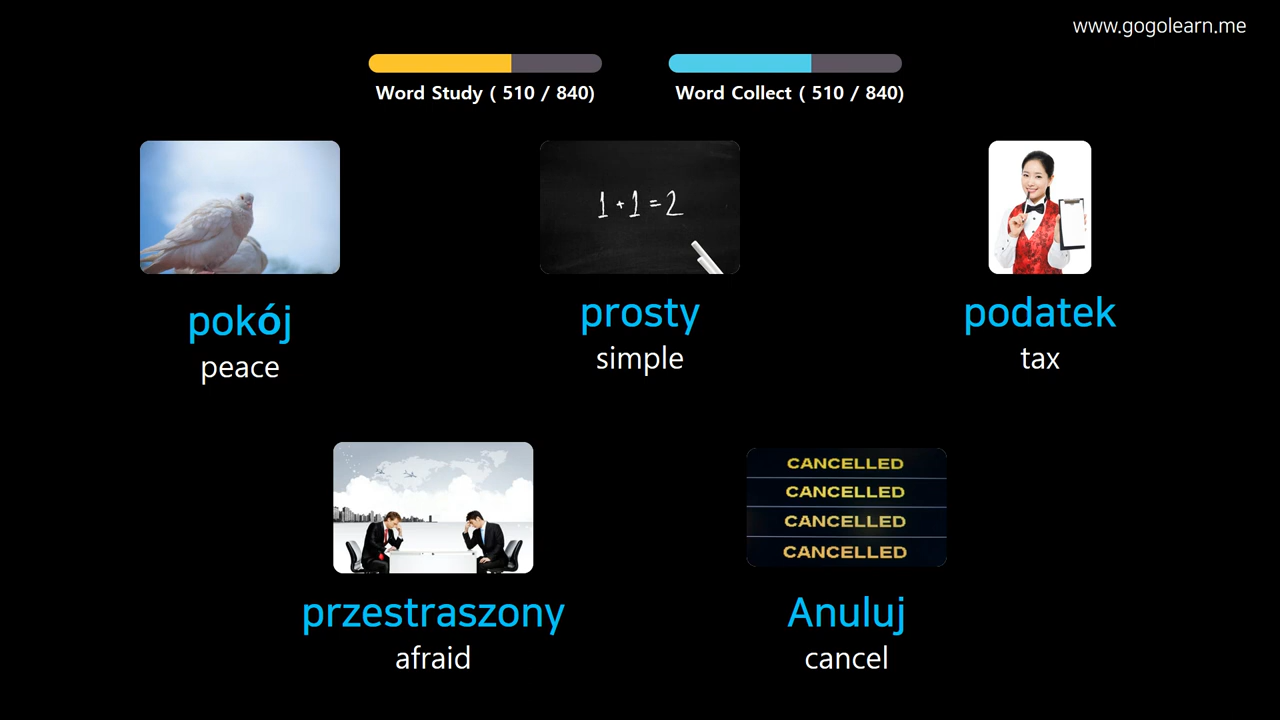 www.gogolearn.me
Word Study ( 510 / 840)
Word Collect ( 510 / 840)
1 + 1 = 2
pokój
peace
prosty
simple
podatek
tax
CANCELLED
CANCELLED
CANCELLED
CANCELLED
przestraszony
afraid
Anuluj
cancel